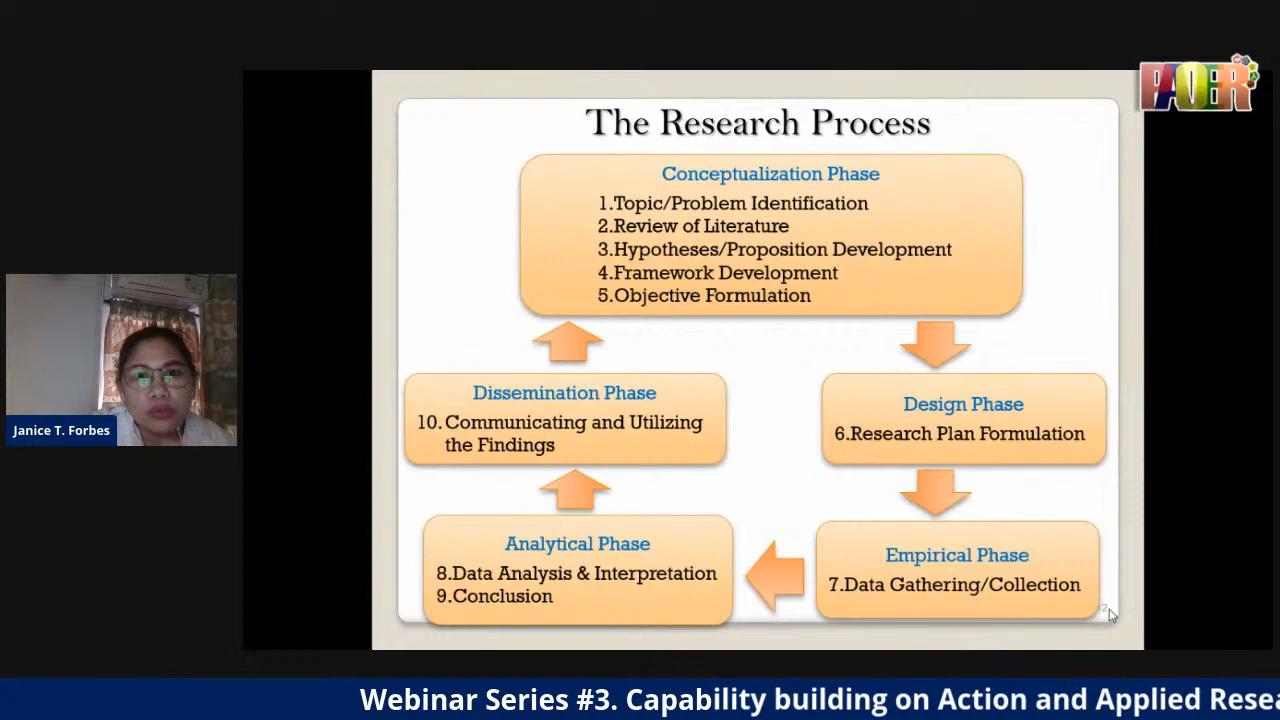 PAOER
The Research Process
Conceptualization Phase
1.Topic/Problem Identification
2.Review of Literature
3.Hypotheses/Proposition Development
4.Framework Development
5.Objective Formulation
Dissemination Phase
10. Communicating and Utilizing
the Findings
Design Phase
6.Research Plan Formulation
Janice T. Forbes
Analytical Phase
8.Data Analysis & Interpretation
9.Conclusion
Empirical Phase
7.Data Gathering/Collection
2
Webinar Series #3. Capability building on Action and Applied Resea